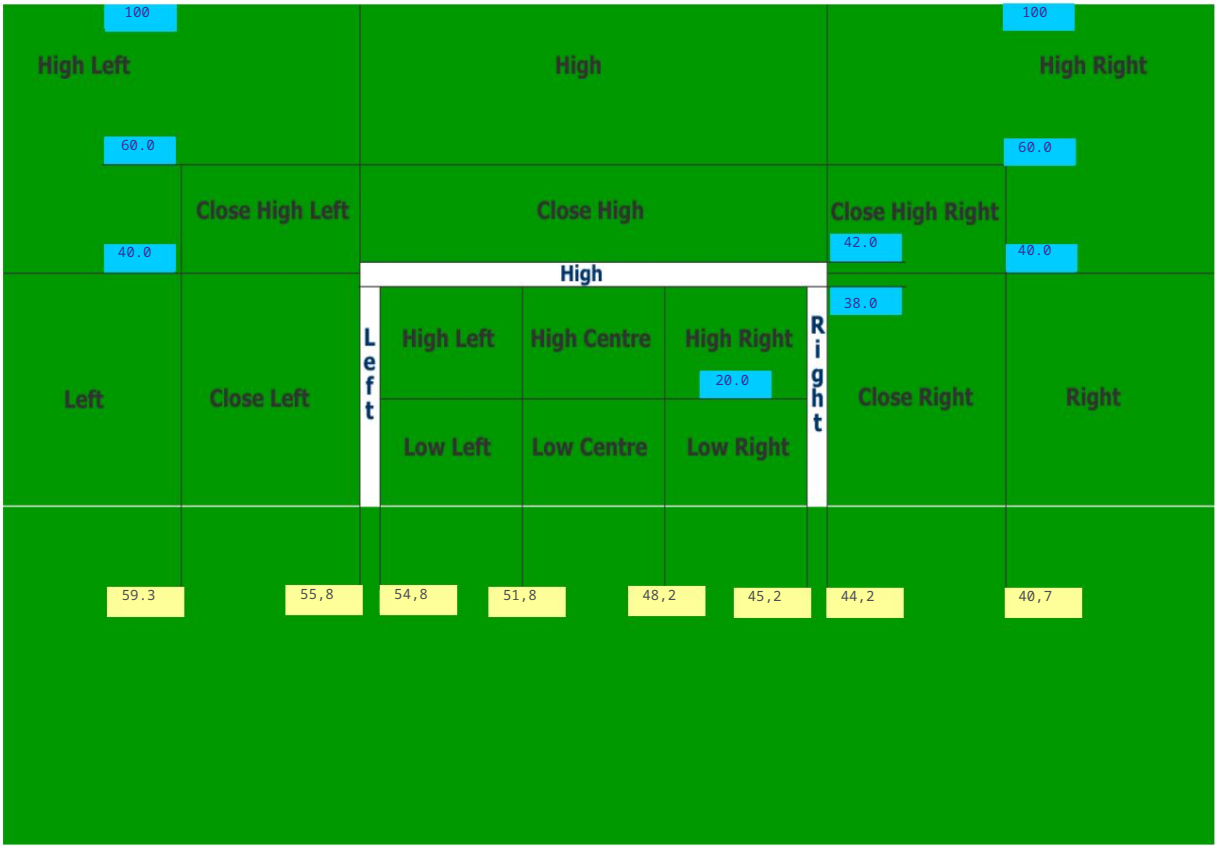 100
100
High Left
High
High Right
60.0
60.0
Close High Left
Close High
Close High Right
40.0
42.0
40.0
High
38.0
Left
High Left
High Centre
High Right
Right
20.0
Left
Close Left
Close Right
Right
Low Left
Low Centre
Low Right
59.3
55,8
54,8
51,8
48,2
45,2
44,2
40,7